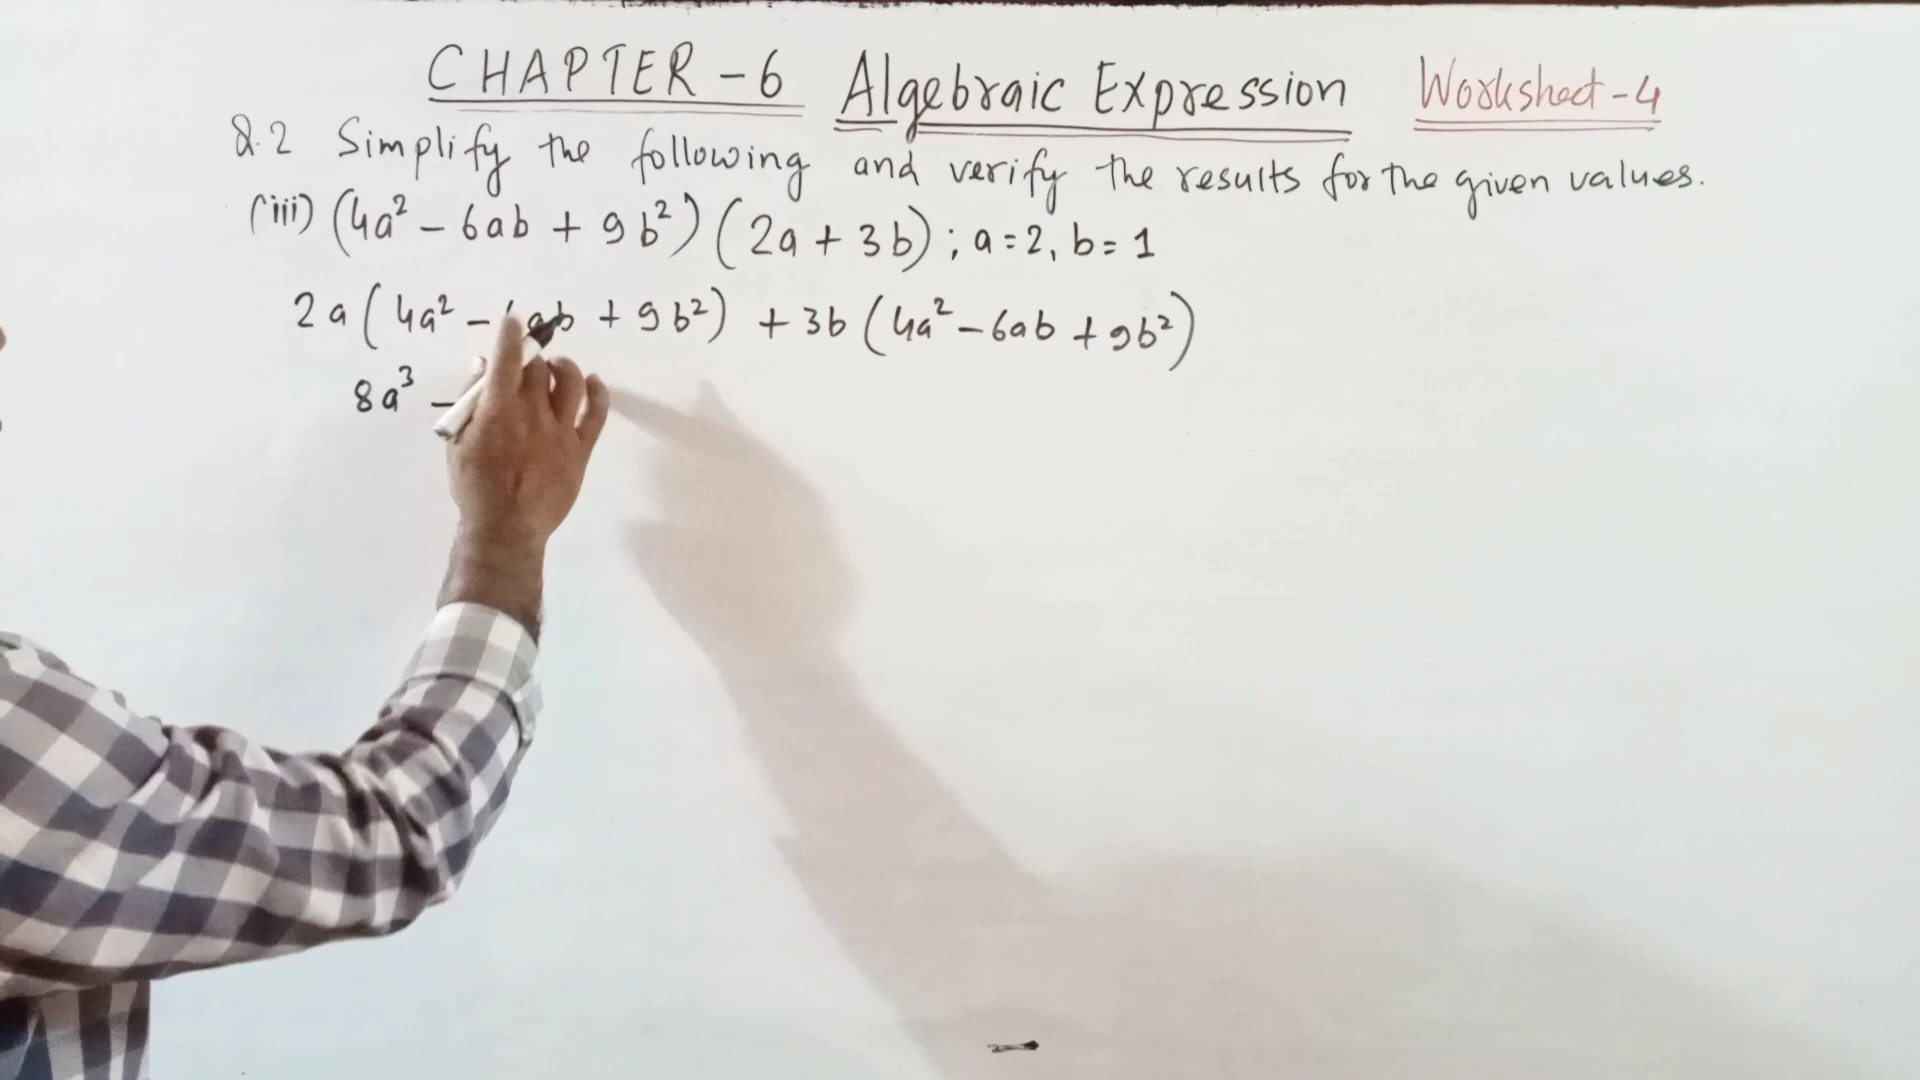 CHAPTER-6 Algebraic Expression Worksheet-4
Q.2 Simplify the following and verify the results for the given values.
(iii) (4a² - 6ab + 9b²) (2a + 3b) ; a=2, b=1
2a (4a² - 6ab + 9b²) + 3b (4a² - 6ab + 9b²)
8a³ -